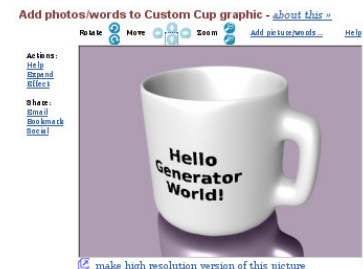 Add photos/words to Custom Cup graphic - about this »
Rotate Move Zoom Add picture/words... Help
Actions:
Help
Expand
Effect
Share:
Email
Bookmark
Social
Hello
Generator
World!
make high resolution version of this picture